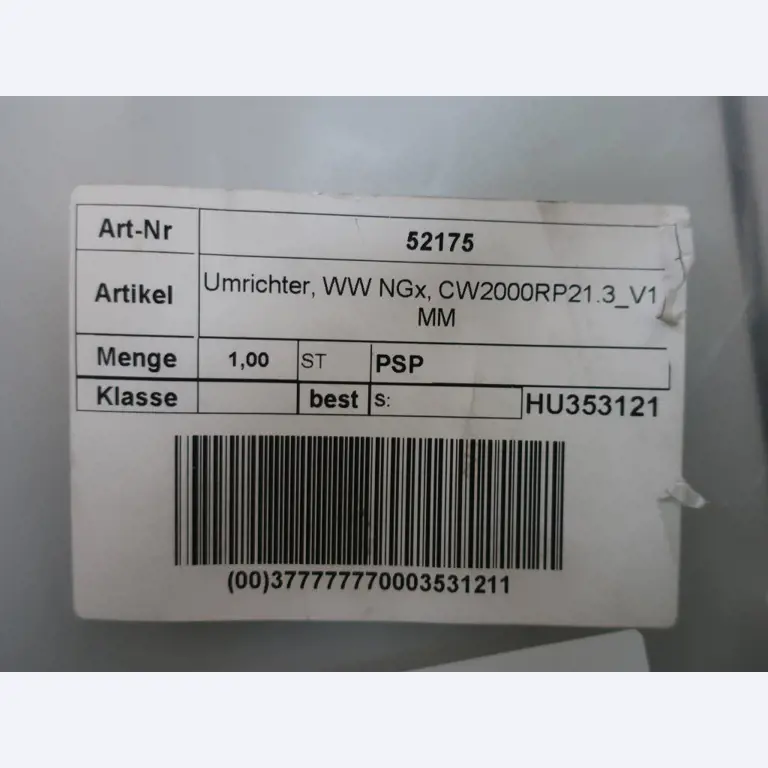 Art-Nr 52175
Artikel Umrichter, WW NGx, CW2000RP21.3_V1
MM
Menge 1,00 ST PSP
Klasse best S: HU353121
(00)377777770003531211